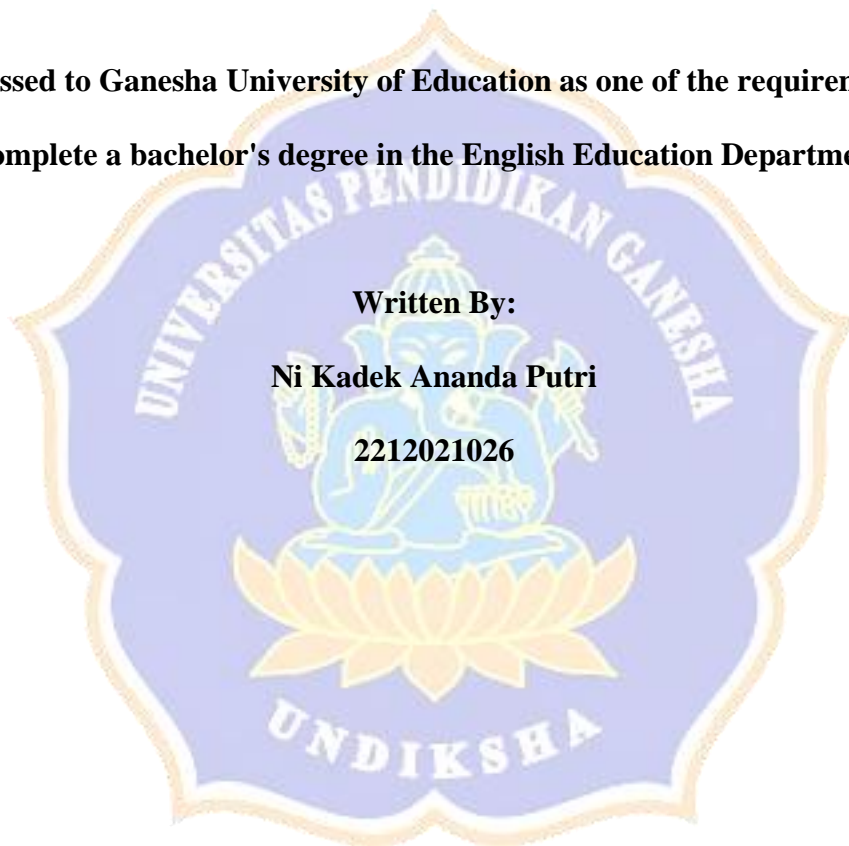 ssed to Ganesha University of Education as one of the require
omplete a bachelor's degree in the English Education Departme
UNIVERSITAS PENDIDIKAN GANESHA
Written By:
Ni Kadek Ananda Putri
2212021026
UNDIKSHA